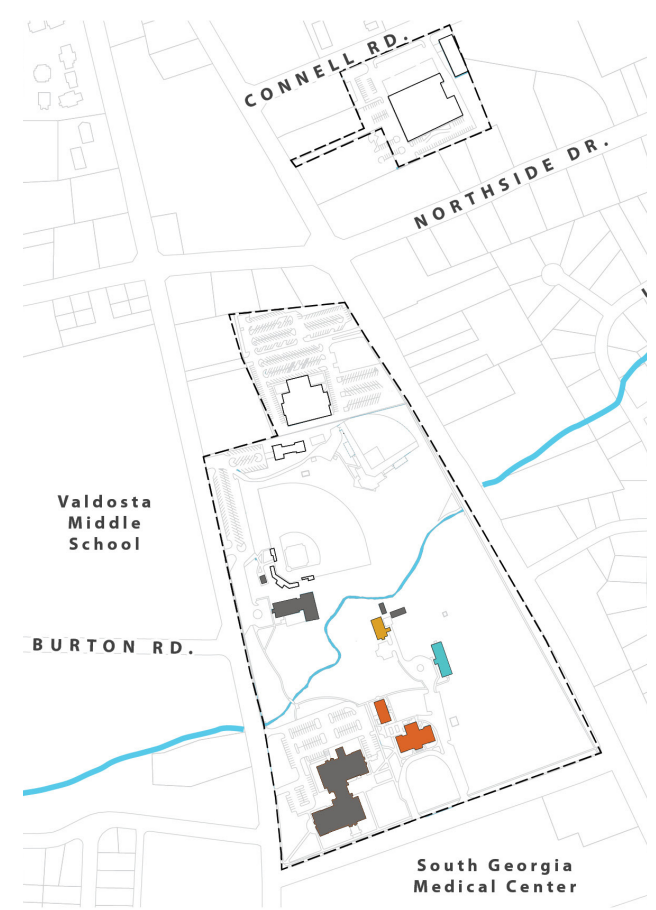 CONNELL RD.
NORTHSIDE DR.
Valdosta
Middle
School
BURTON RD.
South Georgia
Medical Center